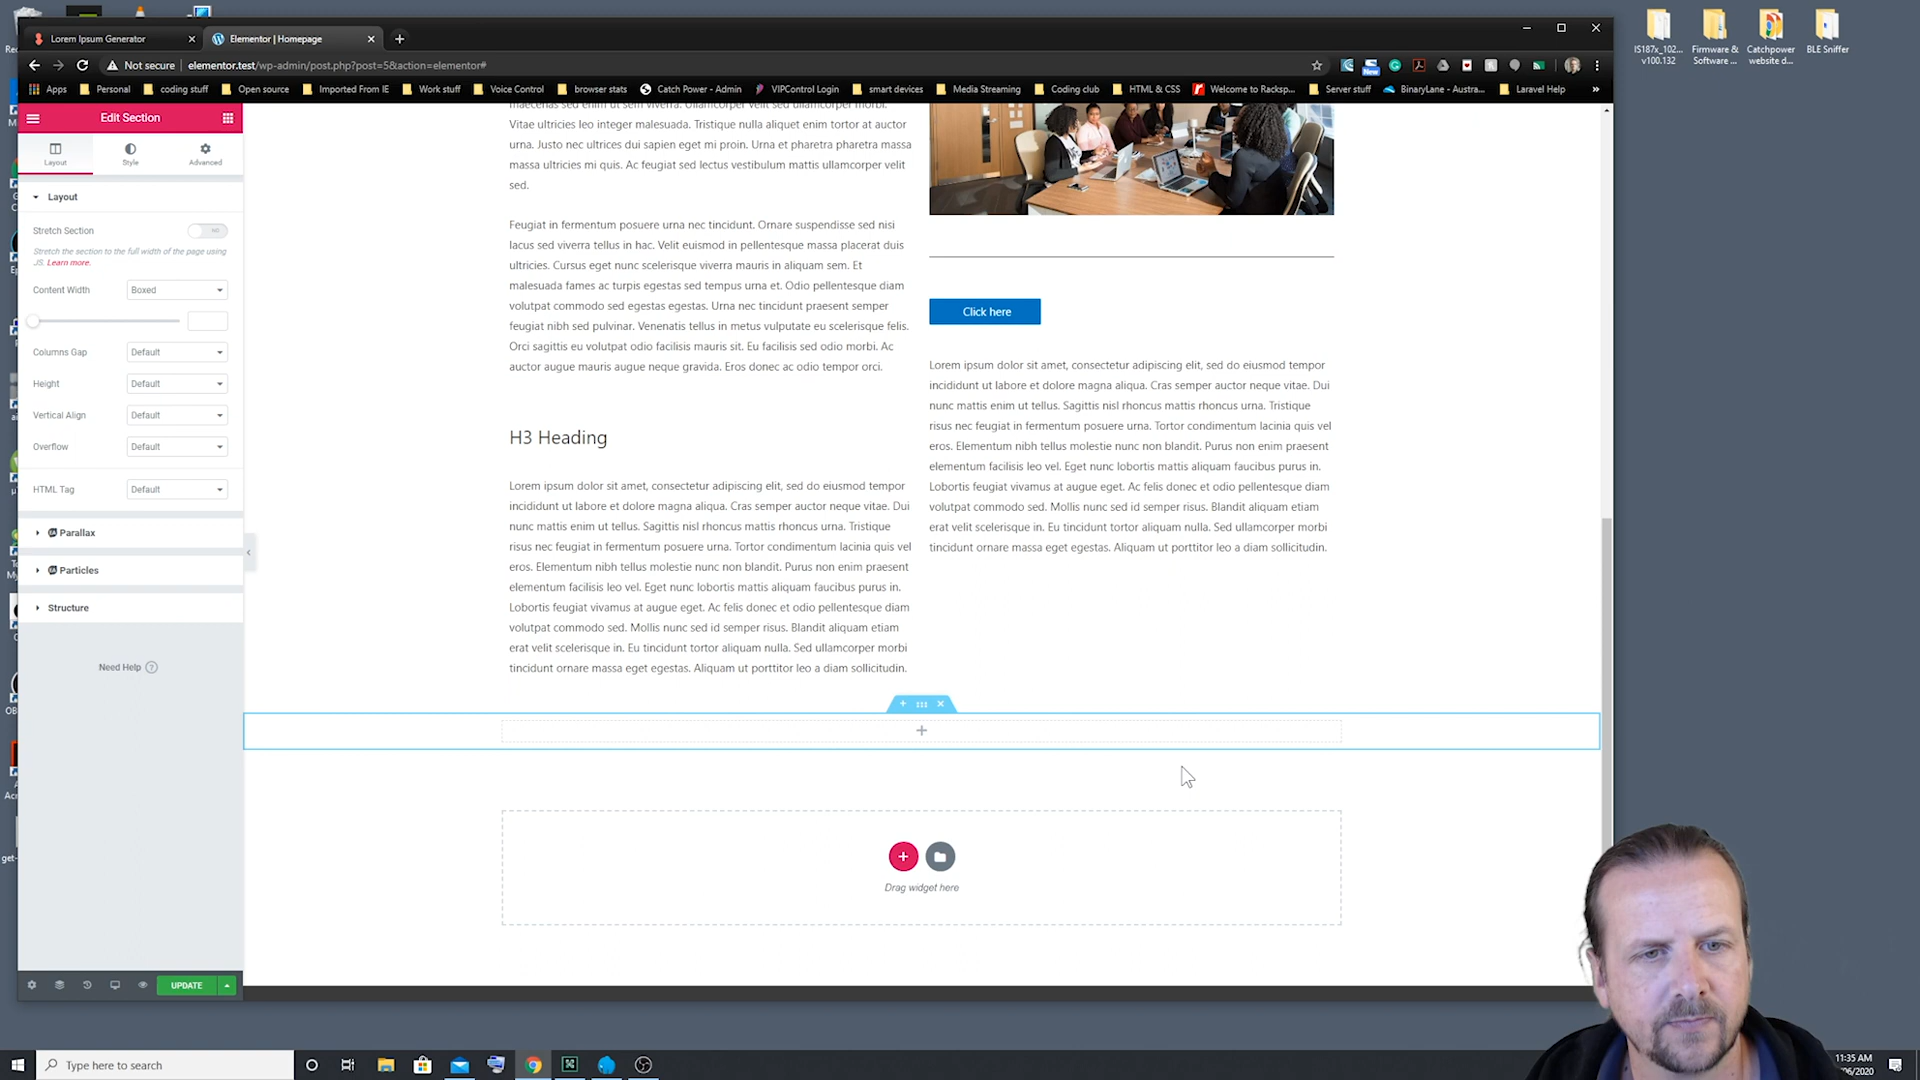 Lorem Ipsum Generator
Elementor | Homepage
Not secure
elementor.test/wp-admin/post.php?post=5&action=elementor#
Apps
Personal
coding stuff
Open source
Imported From IE
Work stuff
Voice Control
browser stats
Catch Power - Admin
VIPControl Login
smart devices
Media Streaming
Coding club
HTML & CSS
Welcome to Racksp...
Server stuff
BinaryLane - Austra...
Laravel Help
IS187x_102...
v100.132
Firmware &
Software ...
Catchpower
website d...
BLE Sniffer
New
Edit Section
Layout
Style
Advanced
Layout
Stretch Section
NO
Stretch the section to the full width of the page using
JS. Learn more.
Content Width
Boxed
Columns Gap
Default
Height
Default
Vertical Align
Default
Overflow
Default
HTML Tag
Default
Parallax
Particles
Structure
Need Help
UPDATE
maecenas sed enim ut sem viverra. Ullamcorper velit sed ullamcorper morbi.
Vitae ultricies leo integer malesuada. Tristique nulla aliquet enim tortor at auctor
urna. Justo nec ultrices dui sapien eget mi proin. Urna et pharetra pharetra massa
massa ultricies mi quis. Ac feugiat sed lectus vestibulum mattis ullamcorper velit
sed.
Feugiat in fermentum posuere urna nec tincidunt. Ornare suspendisse sed nisi
lacus sed viverra tellus in hac. Velit euismod in pellentesque massa placerat duis
ultricies. Cursus eget nunc scelerisque viverra mauris in aliquam sem. Et
malesuada fames ac turpis egestas sed tempus urna et. Odio pellentesque diam
volutpat commodo sed egestas egestas. Urna nec tincidunt praesent semper
feugiat nibh sed pulvinar. Venenatis tellus in metus vulputate eu scelerisque felis.
Orci sagittis eu volutpat odio facilisis mauris sit. Eu facilisis sed odio morbi. Ac
auctor augue mauris augue neque gravida. Eros donec ac odio tempor orci.
H3 Heading
Lorem ipsum dolor sit amet, consectetur adipiscing elit, sed do eiusmod tempor
incididunt ut labore et dolore magna aliqua. Cras semper auctor neque vitae. Dui
nunc mattis enim ut tellus. Sagittis nisl rhoncus mattis rhoncus urna. Tristique
risus nec feugiat in fermentum posuere urna. Tortor condimentum lacinia quis vel
eros. Elementum nibh tellus molestie nunc non blandit. Purus non enim praesent
elementum facilisis leo vel. Eget nunc lobortis mattis aliquam faucibus purus in.
Lobortis feugiat vivamus at augue eget. Ac felis donec et odio pellentesque diam
volutpat commodo sed. Mollis nunc sed id semper risus. Blandit aliquam etiam
erat velit scelerisque in. Eu tincidunt tortor aliquam nulla. Sed ullamcorper morbi
tincidunt ornare massa eget egestas. Aliquam ut porttitor leo a diam sollicitudin.
Click here
Lorem ipsum dolor sit amet, consectetur adipiscing elit, sed do eiusmod tempor
incididunt ut labore et dolore magna aliqua. Cras semper auctor neque vitae. Dui
nunc mattis enim ut tellus. Sagittis nisl rhoncus mattis rhoncus urna. Tristique
risus nec feugiat in fermentum posuere urna. Tortor condimentum lacinia quis vel
eros. Elementum nibh tellus molestie nunc non blandit. Purus non enim praesent
elementum facilisis leo vel. Eget nunc lobortis mattis aliquam faucibus purus in.
Lobortis feugiat vivamus at augue eget. Ac felis donec et odio pellentesque diam
volutpat commodo sed. Mollis nunc sed id semper risus. Blandit aliquam etiam
erat velit scelerisque in. Eu tincidunt tortor aliquam nulla. Sed ullamcorper morbi
tincidunt ornare massa eget egestas. Aliquam ut porttitor leo a diam sollicitudin.
Drag widget here
Type here to search
11:35 AM
/06/2020